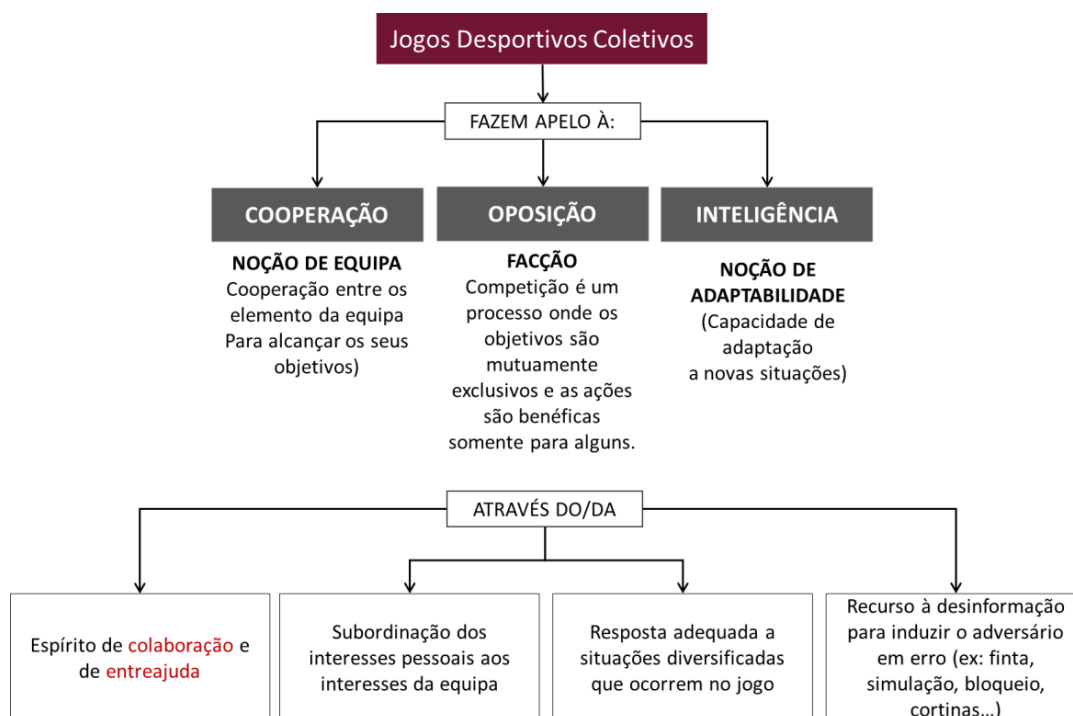 Jogos Desportivos Coletivos
FAZEM APELO À:
COOPERAÇÃO
NOÇÃO DE EQUIPA
Cooperação entre os
elemento da equipa
Para alcançar os seus
objetivos)
OPOSIÇÃO
FACÇÃO
Competição é um
processo onde os
objetivos são
mutuamente
exclusivos e as ações
são benéficas
somente para alguns.
INTELIGÊNCIA
NOÇÃO DE
ADAPTABILIDADE
(Capacidade de
adaptação
a novas situações)
ATRAVÉS DO/DA
Espírito de colaboração e
de entreajuda
Subordinação dos
interesses pessoais aos
interesses da equipa
Resposta adequada a
situações diversificadas
que ocorrem no jogo
Recurso à desinformação
para induzir o adversário
em erro (ex: finta,
simulação, bloqueio,
cortinas...)